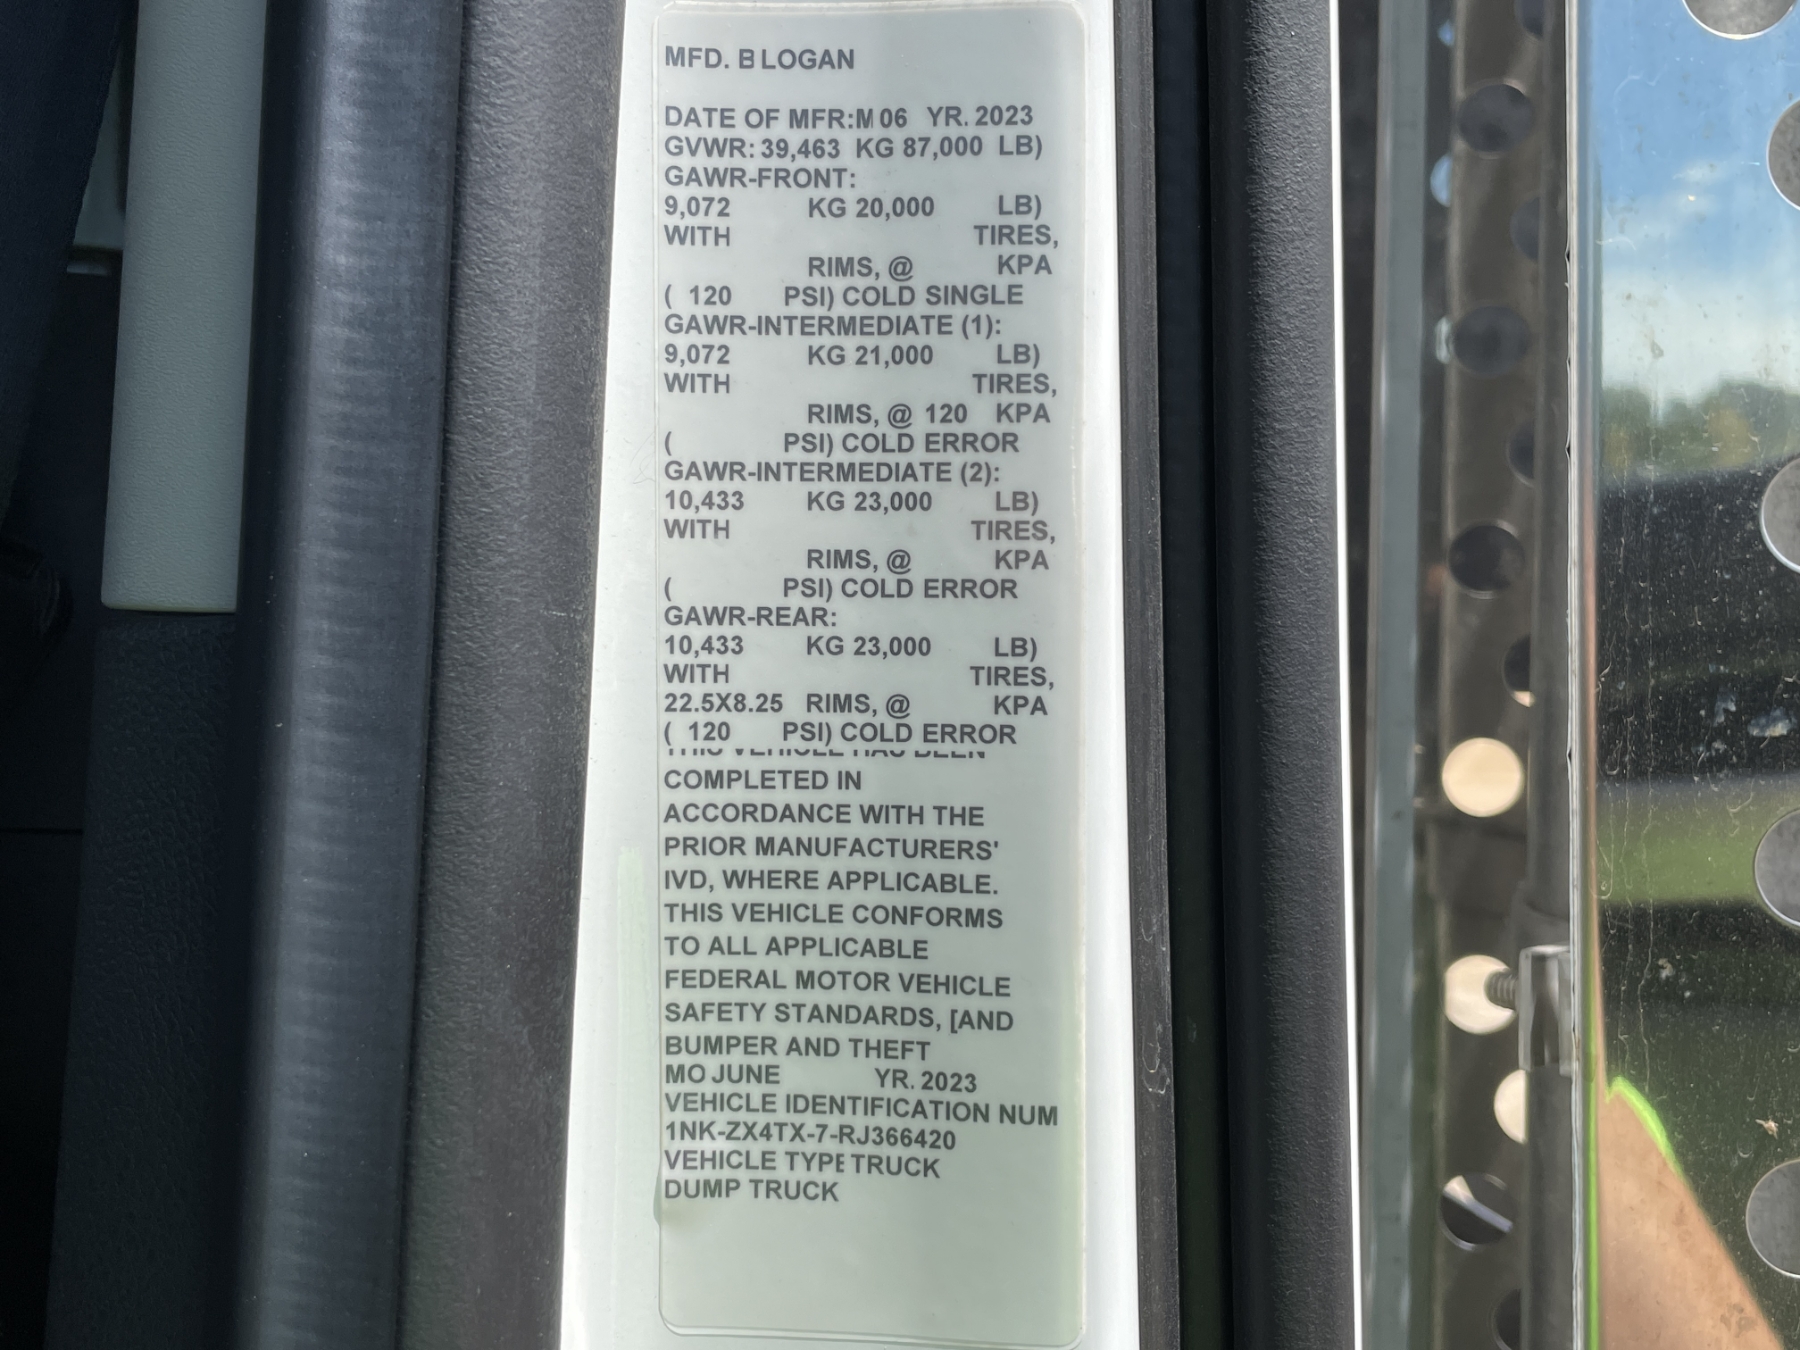 MFD. B LOGAN
DATE OF MFR:M 06 YR. 2023
GVWR: 39,463 KG 87,000 LB)
GAWR-FRONT:
9,072 KG 20,000 LB)
WITH TIRES,
RIMS, @ KPA
( 120 PSI) COLD SINGLE
GAWR-INTERMEDIATE (1):
9,072 KG 21,000 LB)
WITH TIRES,
RIMS, @ 120 KPA
( PSI) COLD ERROR
GAWR-INTERMEDIATE (2):
10,433 KG 23,000 LB)
WITH TIRES,
RIMS, @ KPA
( PSI) COLD ERROR
GAWR-REAR:
10,433 KG 23,000 LB)
WITH TIRES,
22.5X8.25 RIMS, @ KPA
( 120 PSI) COLD ERROR
THIS VEHICLE HAS BEEN
COMPLETED IN
ACCORDANCE WITH THE
PRIOR MANUFACTURERS'
IVD, WHERE APPLICABLE.
THIS VEHICLE CONFORMS
TO ALL APPLICABLE
FEDERAL MOTOR VEHICLE
SAFETY STANDARDS, [AND
BUMPER AND THEFT
MO JUNE YR. 2023
VEHICLE IDENTIFICATION NUM
1NK-ZX4TX-7-RJ366420
VEHICLE TYPE TRUCK
DUMP TRUCK